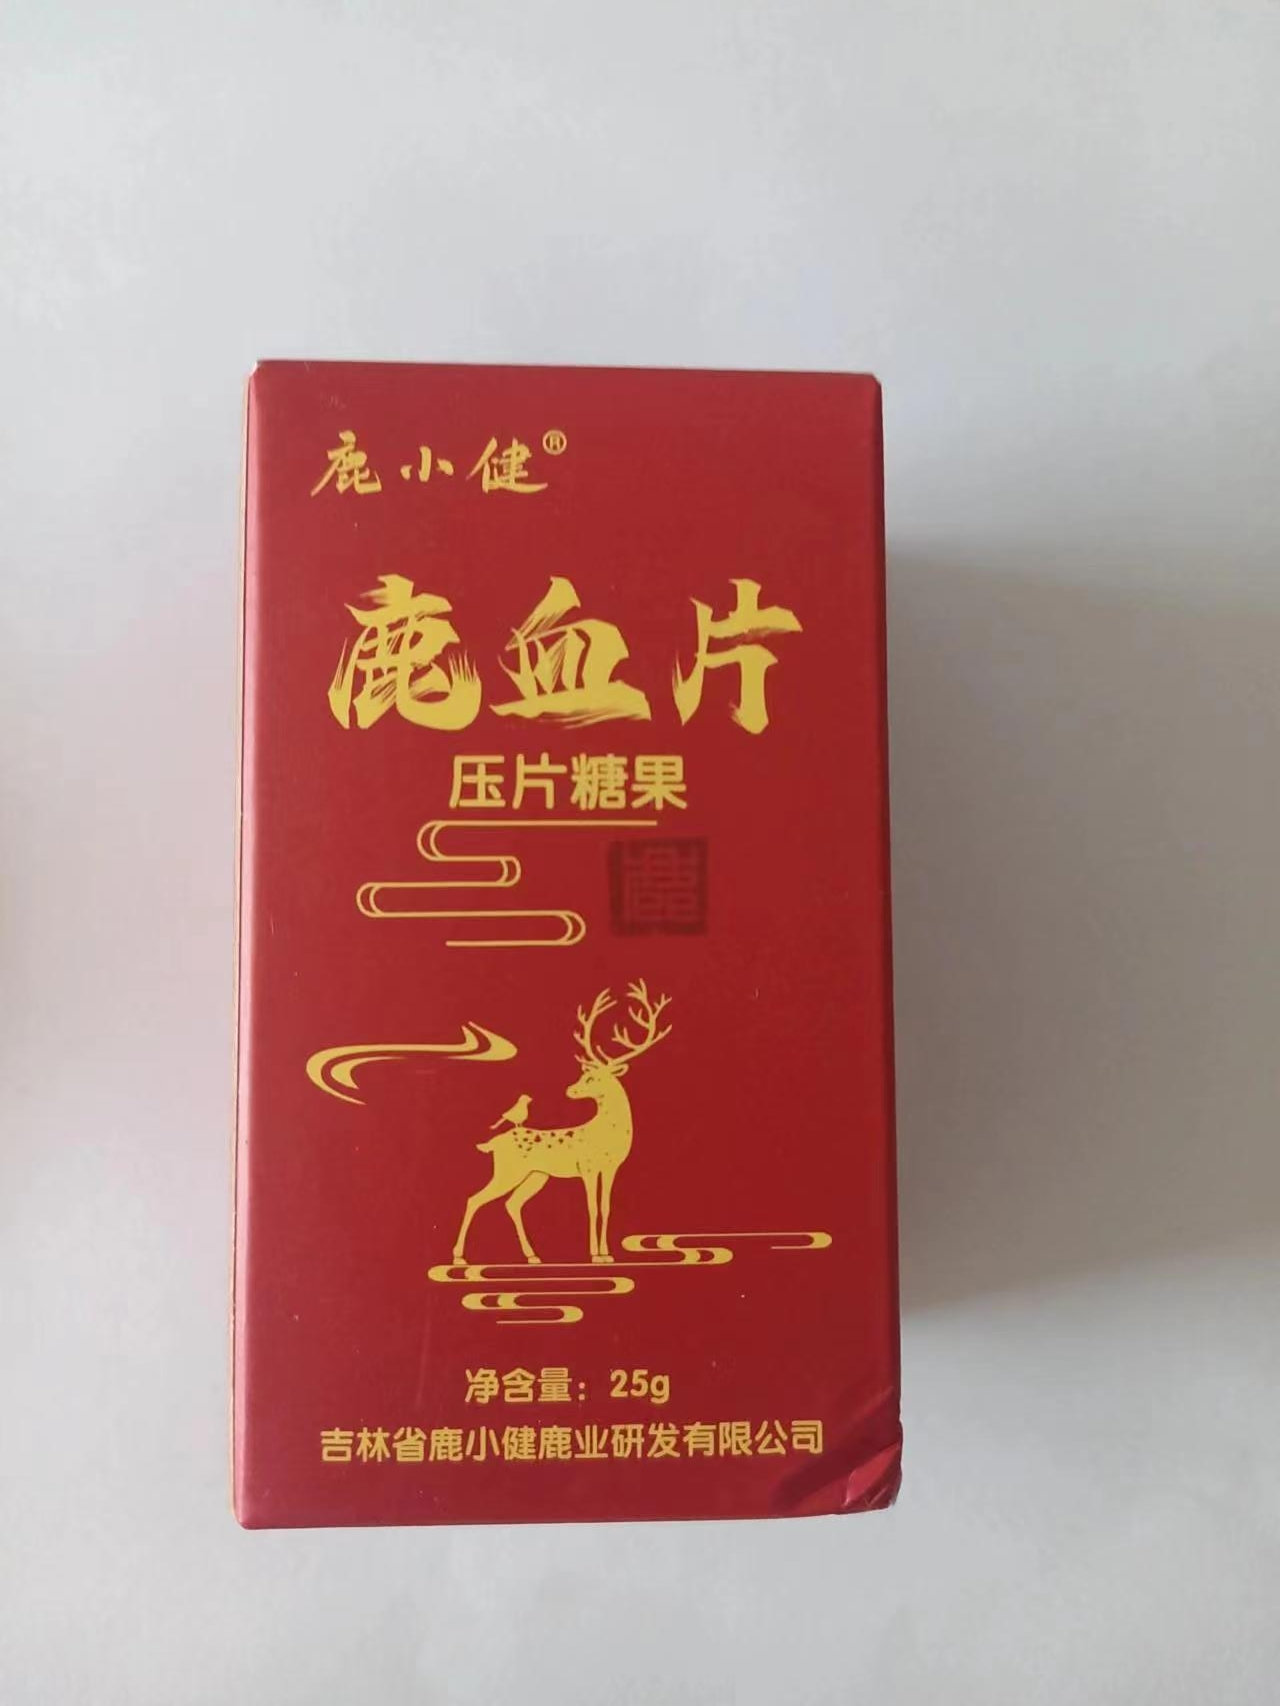 鹿小健®
鹿血片
压片糖果
净含量：25g
吉林省鹿小健鹿业研发有限公司